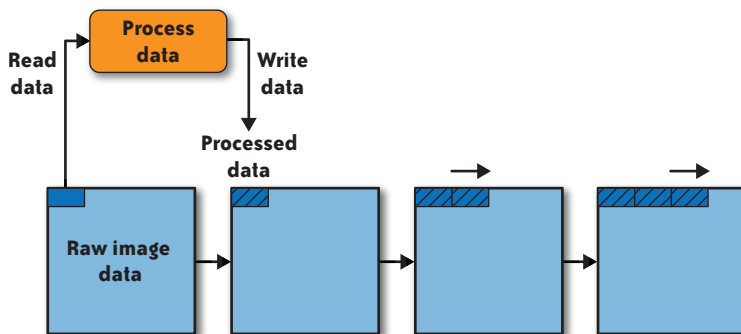 Process
data
Read
data
Write
data
Processed
data
Raw image
data